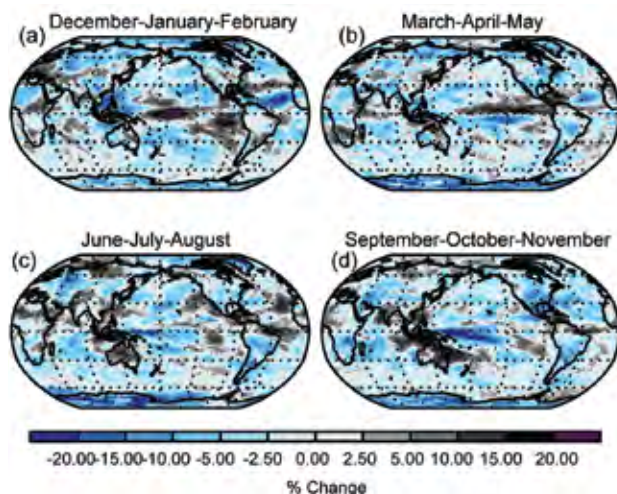 December-January-February
March-April-May
(a)
(b)
June-July-August
September-October-November
(c)
(d)
-20.00 -15.00 -10.00 -5.00 -2.50 0.00 2.50 5.00 10.00 15.00 20.00
% Change